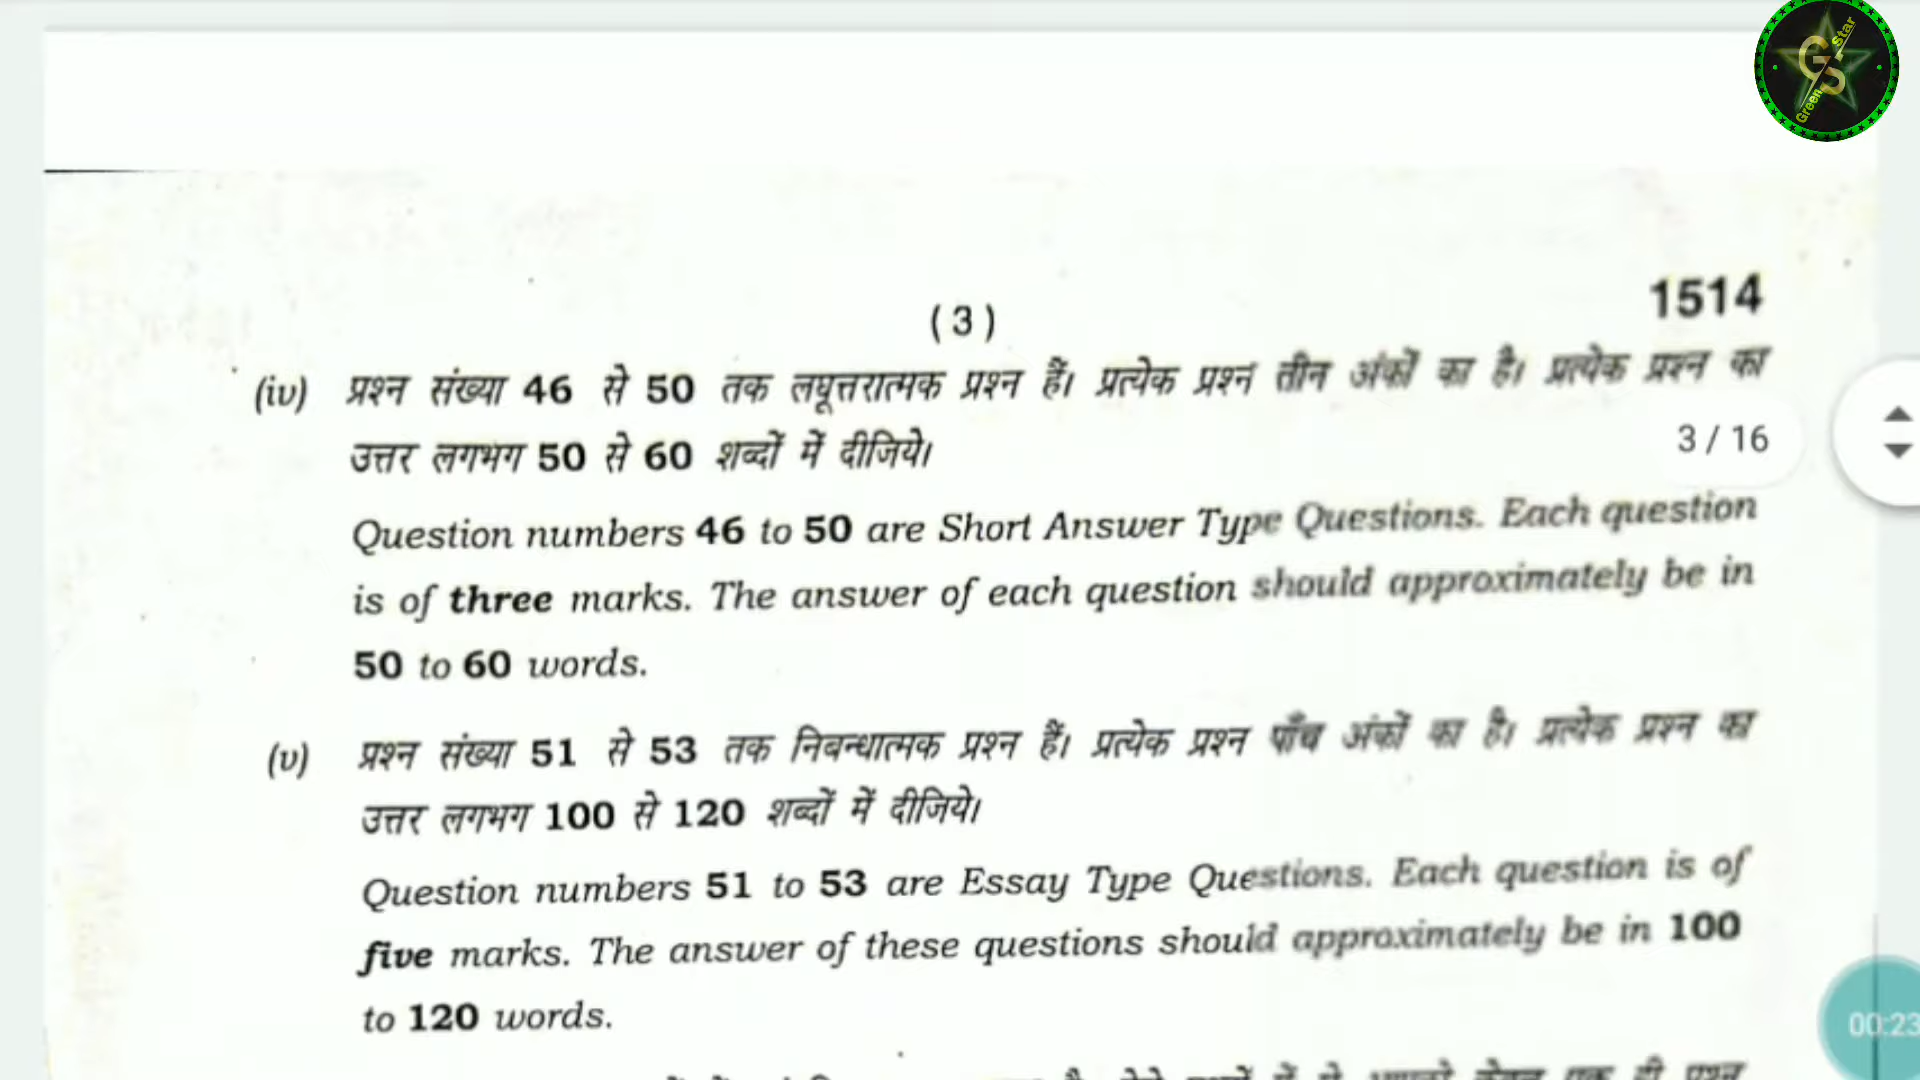 Green Star
GS
1514
( 3 )
(iv) प्रश्न संख्या 46 से 50 तक लघूत्तरात्मक प्रश्न हैं। प्रत्येक प्रश्न तीन अंकों का है। प्रत्येक प्रश्न का
उत्तर लगभग 50 से 60 शब्दों में दीजिये।
3 / 16
Question numbers 46 to 50 are Short Answer Type Questions. Each question
is of three marks. The answer of each question should approximately be in
50 to 60 words.
(v) प्रश्न संख्या 51 से 53 तक निबन्धात्मक प्रश्न हैं। प्रत्येक प्रश्न पाँच अंकों का है। प्रत्येक प्रश्न का
उत्तर लगभग 100 से 120 शब्दों में दीजिये।
Question numbers 51 to 53 are Essay Type Questions. Each question is of
five marks. The answer of these questions should approximately be in 100
to 120 words.
00:23